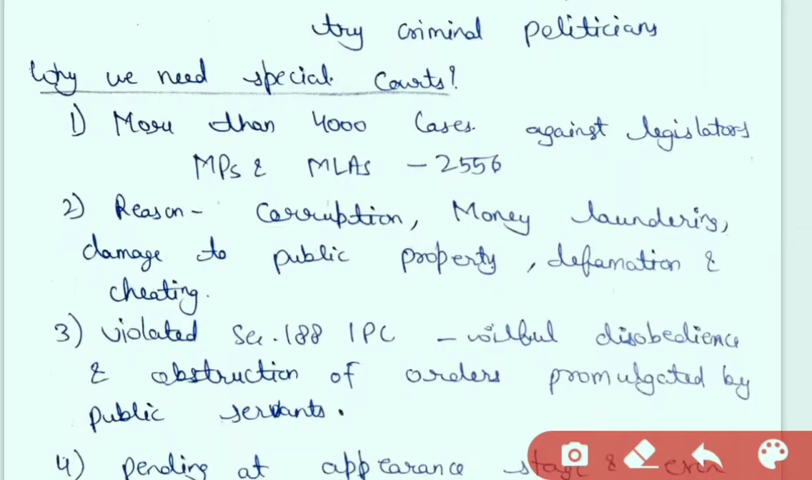 try criminal politicians
Why we need special Courts?
1) More than 4000 Cases against legislators
MPs & MLAs - 2556
2) Reason - Corruption, Money laundering,
damage to public property, defamation &
cheating.
3) violated Sec. 188 IPC - wilful disobedience
& obstruction of orders promulgated by
public servants.
4) pending at appearance stage & even